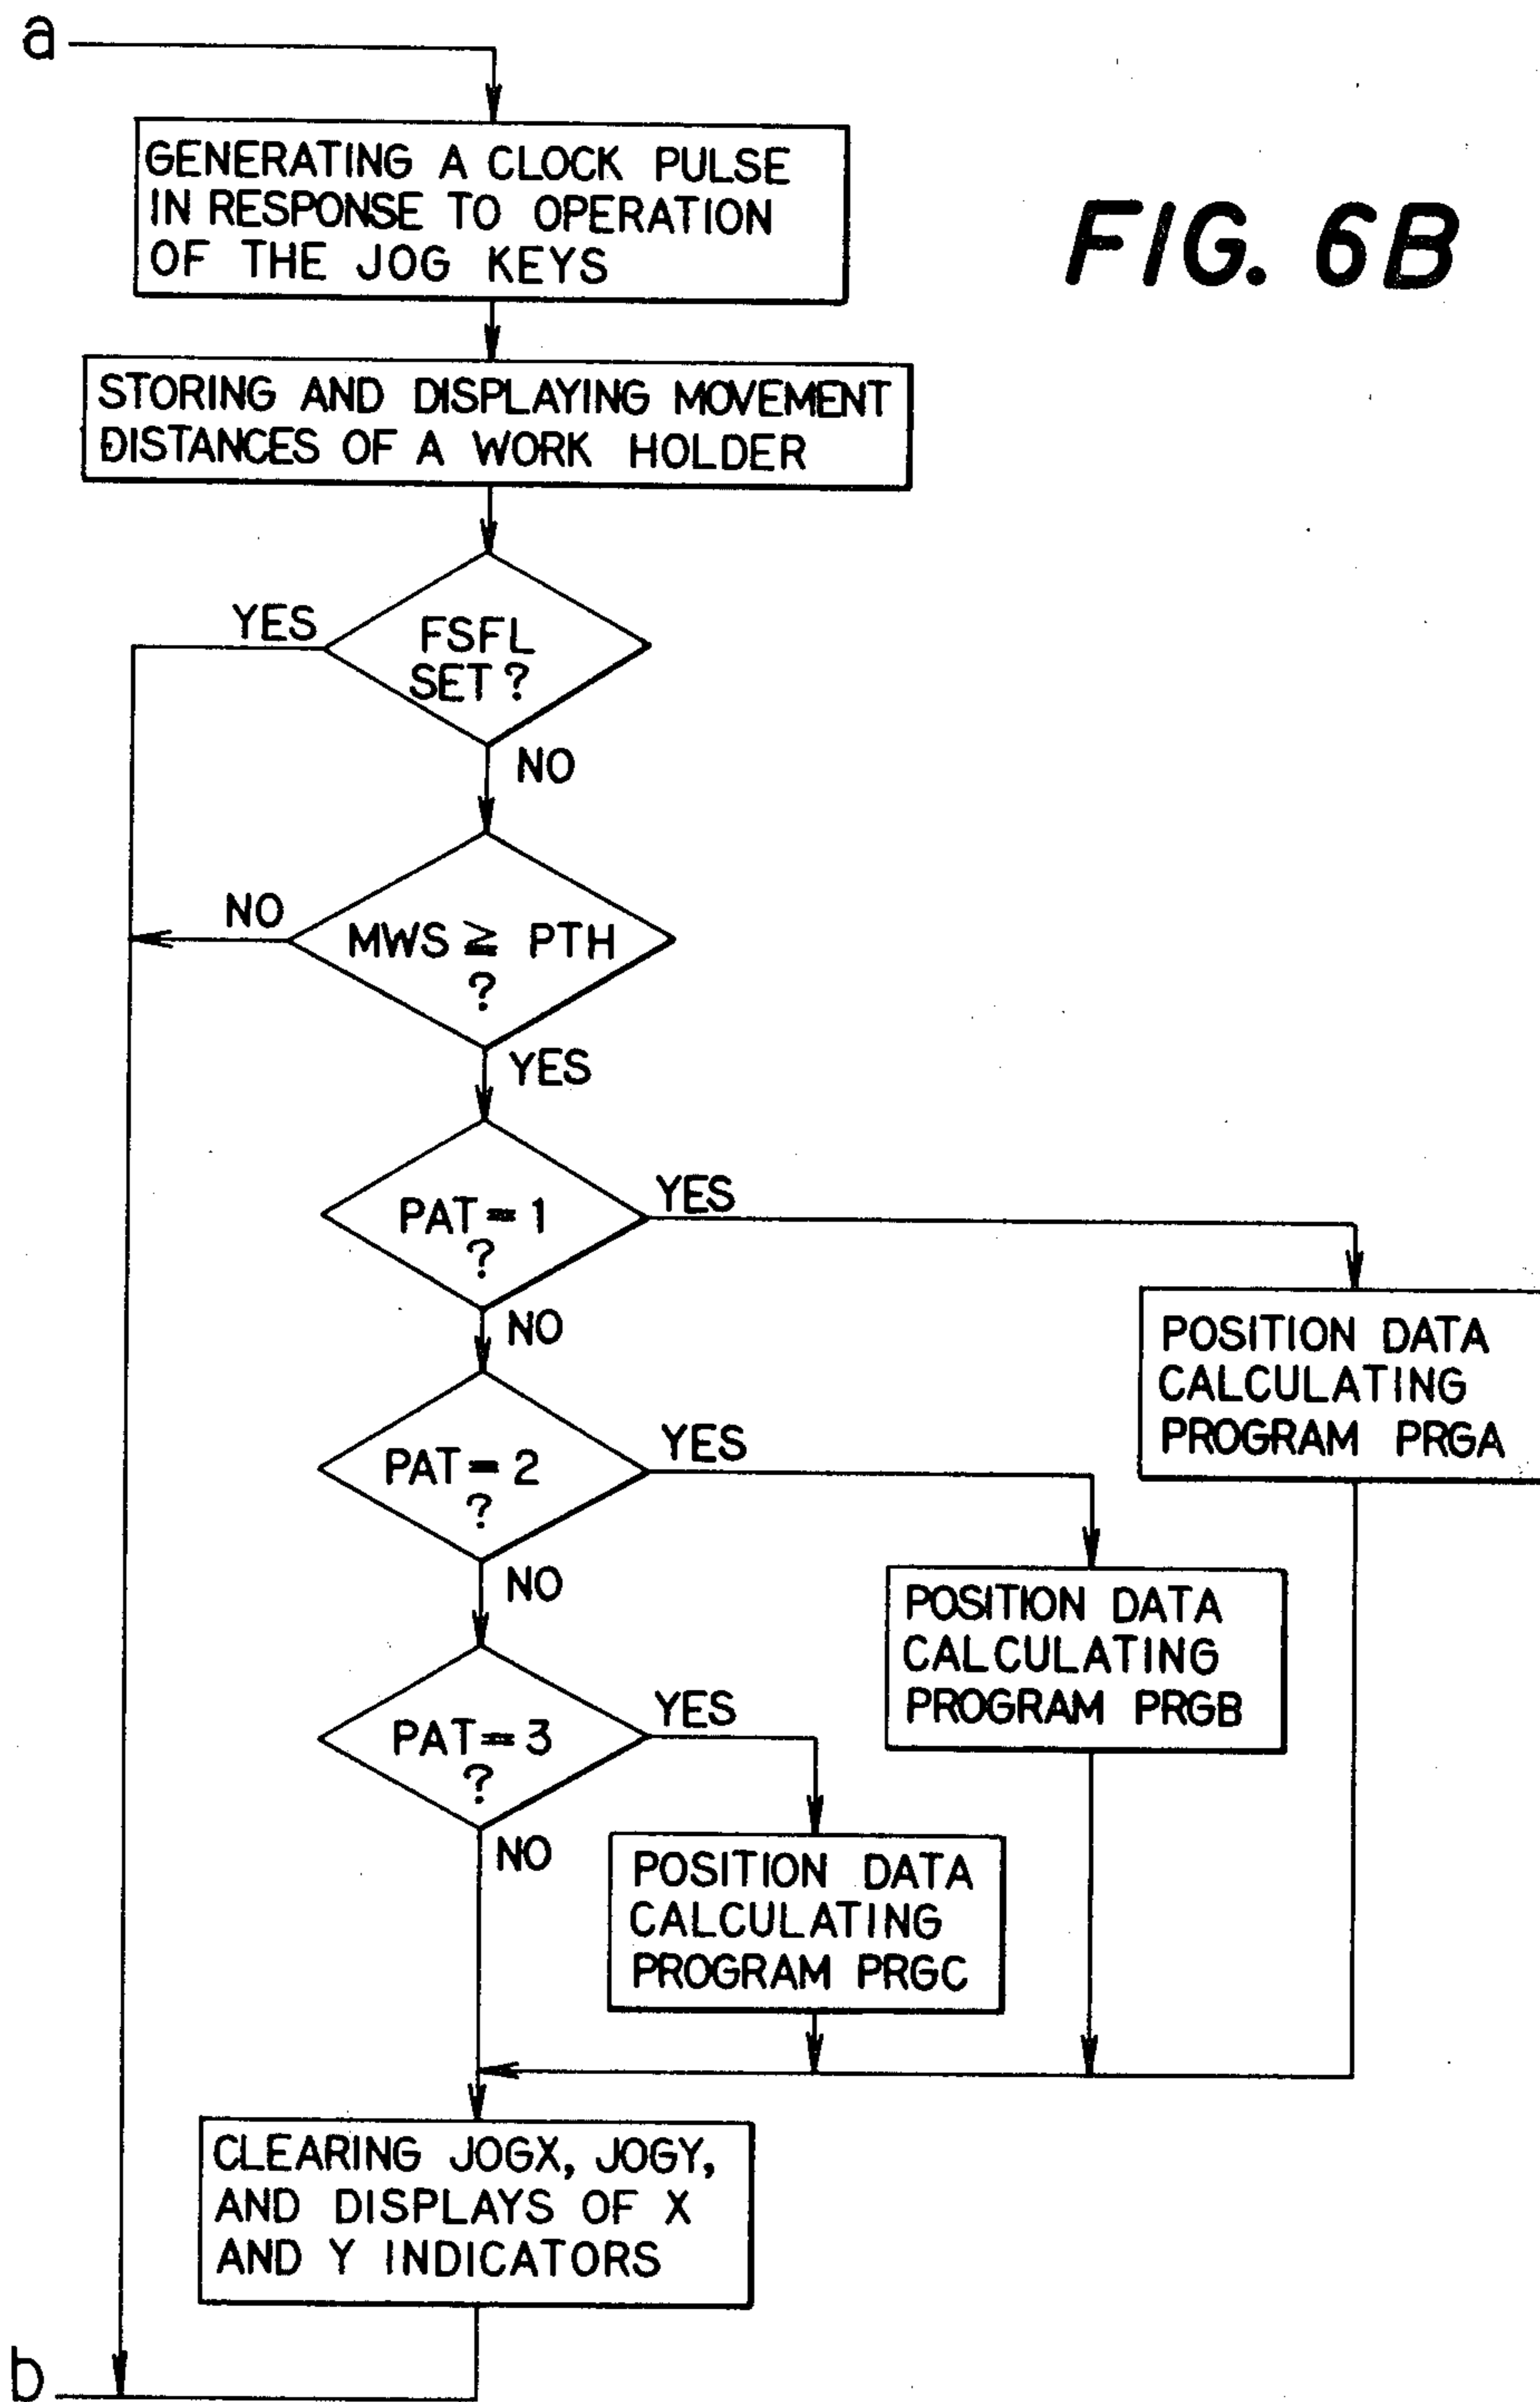 a
GENERATING A CLOCK PULSE
IN RESPONSE TO OPERATION
OF THE JOG KEYS
FIG. 6B
STORING AND DISPLAYING MOVEMENT
DISTANCES OF A WORK HOLDER
YES
FSFL
SET?
NO
NO
MWS ≧ PTH
?
YES
PAT=1
?
YES
NO
POSITION DATA
CALCULATING
PROGRAM PRGA
PAT=2
?
YES
NO
POSITION DATA
CALCULATING
PROGRAM PRGB
PAT=3
?
YES
NO
POSITION DATA
CALCULATING
PROGRAM PRGC
CLEARING JOGX, JOGY,
AND DISPLAYS OF X
AND Y INDICATORS
b